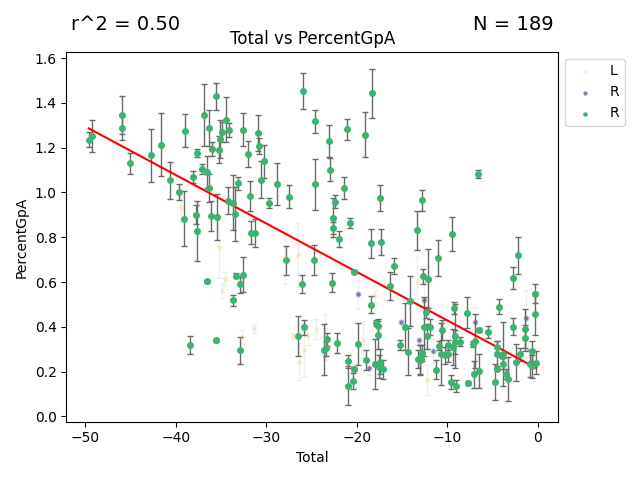 r^2 = 0.50
N = 189
Total vs PercentGpA
L
R
R
PercentGpA
1.6
1.4
1.2
1.0
0.8
0.6
0.4
0.2
0.0
−50
−40
−30
−20
−10
0
Total